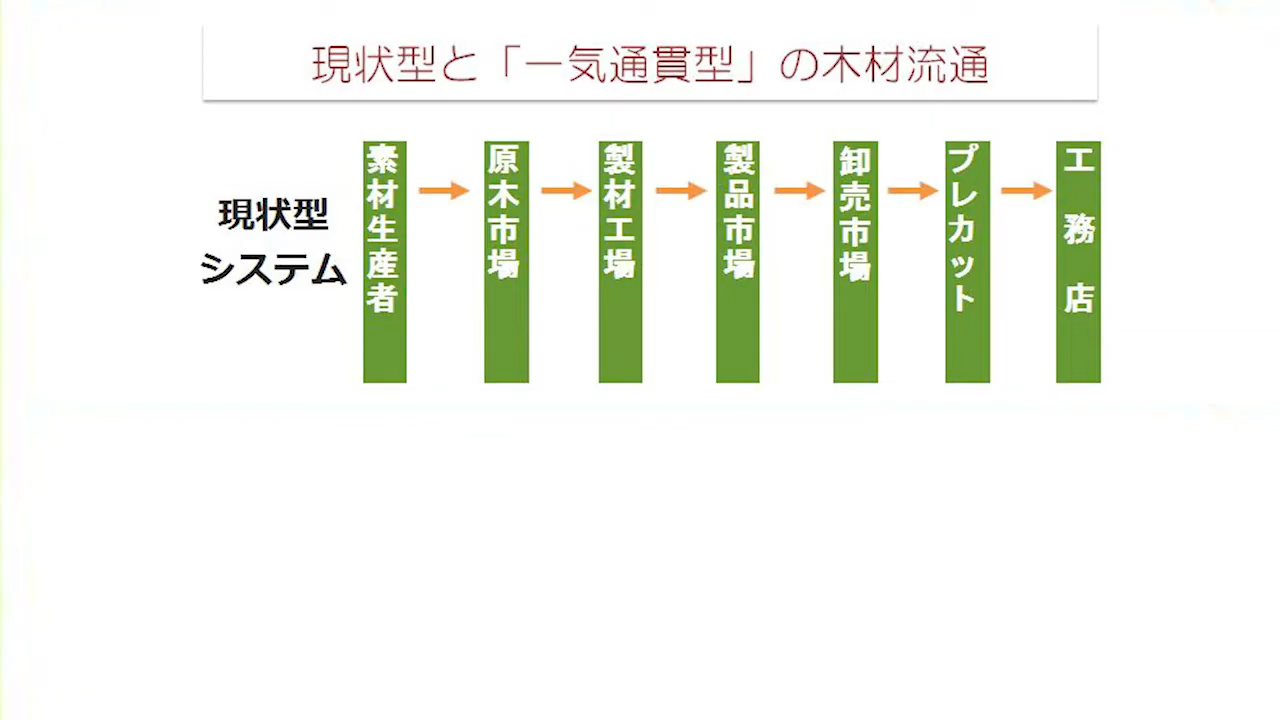 現状型と「一気通貫型」の木材流通
現状型
システム
素材生産者
原木市場
製材工場
製品市場
卸売市場
プレカット
工務店